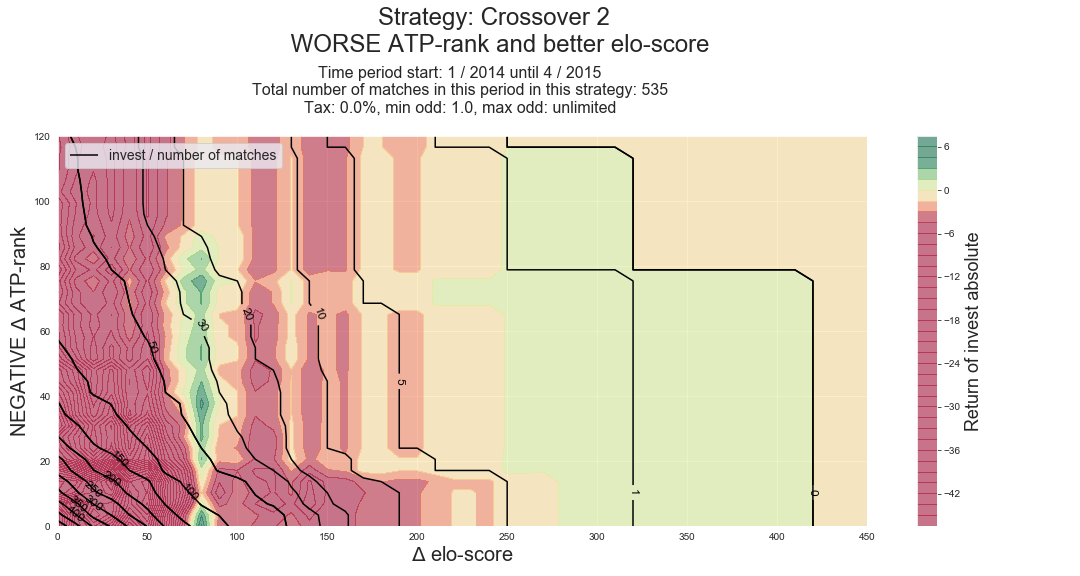 Strategy: Crossover 2
WORSE ATP-rank and better elo-score
Time period start: 1 / 2014 until 4 / 2015
Total number of matches in this period in this strategy: 535
Tax: 0.0%, min odd: 1.0, max odd: unlimited
invest / number of matches
NEGATIVE Δ ATP-rank
120
100
80
60
40
20
0
0 50 100 150 200 250 300 350 400 450
Δ elo-score
50
30
20
10
5
1
0
100
150
200
250
300
6
0
−6
−12
−18
−24
−30
−36
−42
Return of invest absolute